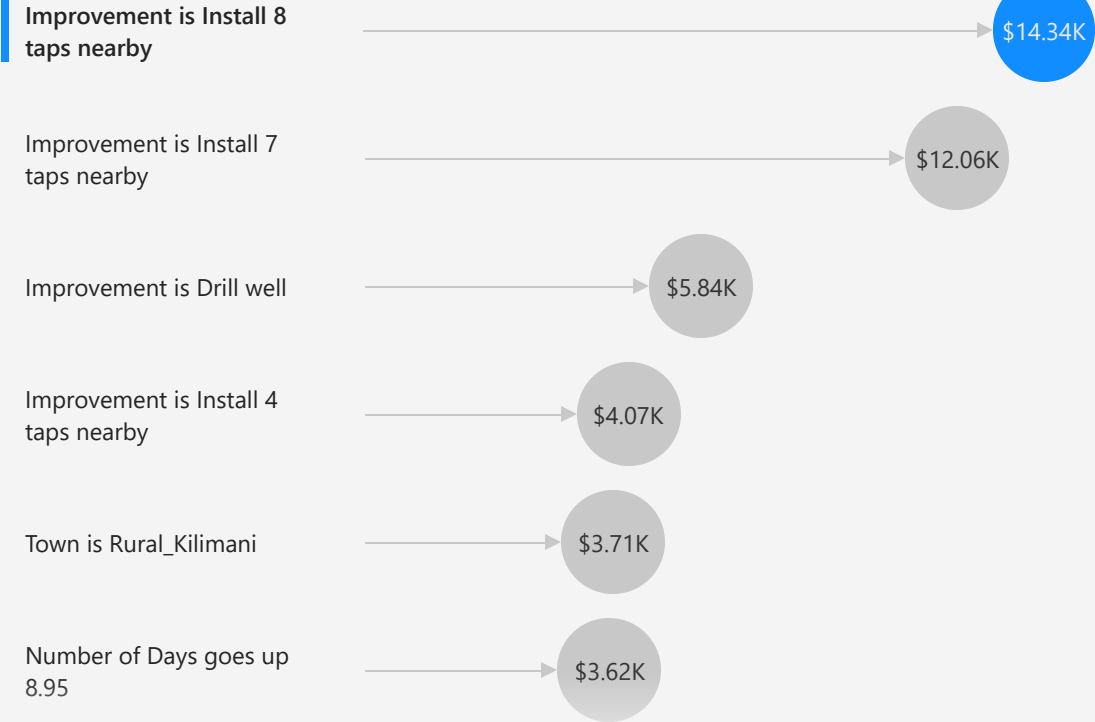 Improvement is Install 8
taps nearby
$14.34K
Improvement is Install 7
taps nearby
$12.06K
Improvement is Drill well
$5.84K
Improvement is Install 4
taps nearby
$4.07K
Town is Rural_Kilimani
$3.71K
Number of Days goes up
8.95
$3.62K